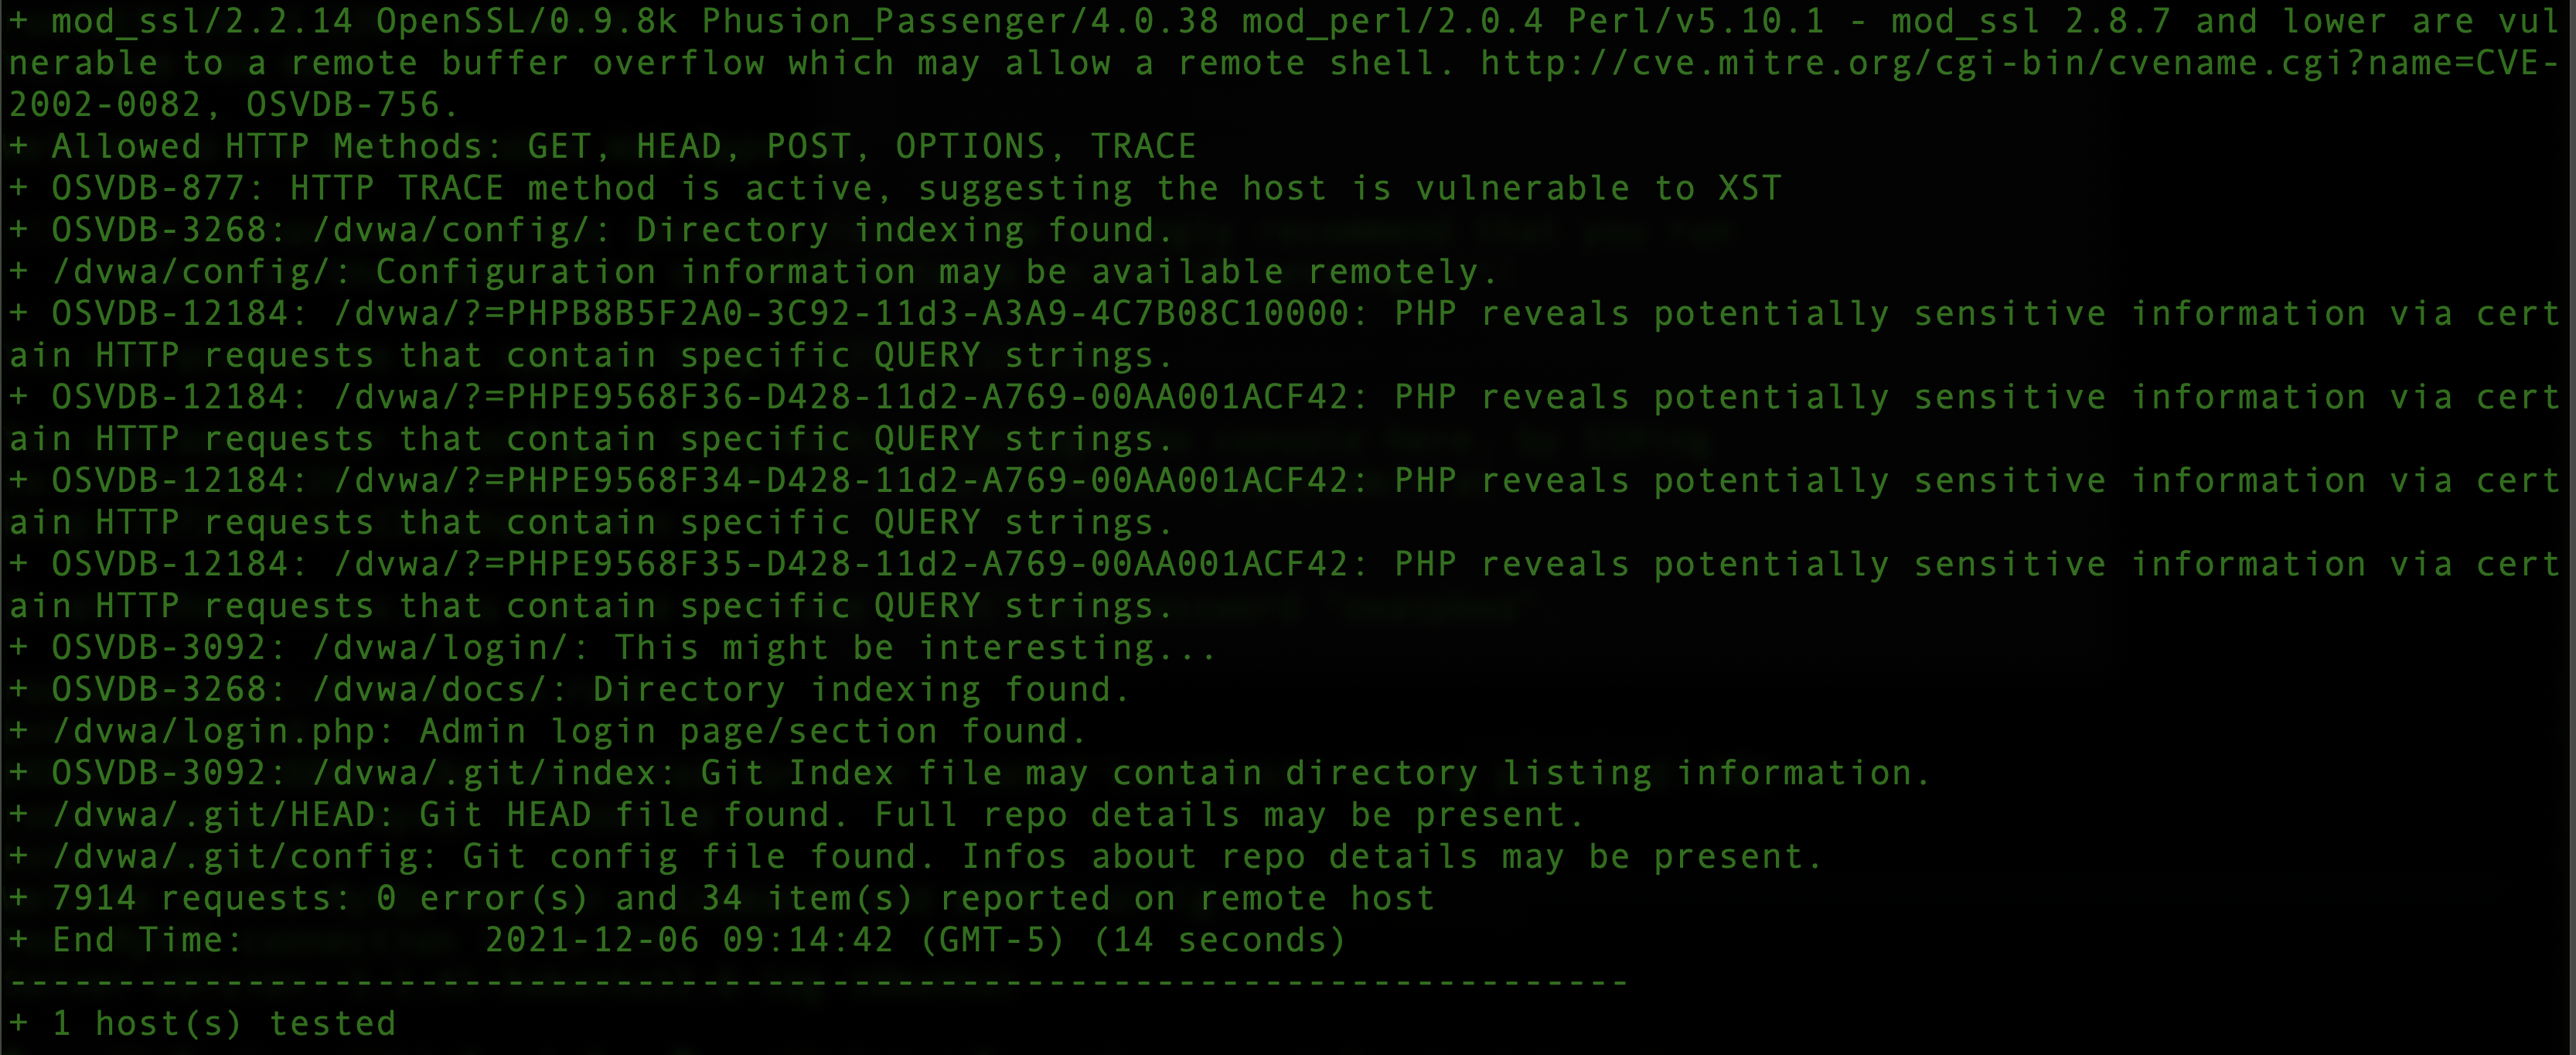 + mod_ssl/2.2.14 OpenSSL/0.9.8k Phusion_Passenger/4.0.38 mod_perl/2.0.4 Perl/v5.10.1 - mod_ssl 2.8.7 and lower are vul
nerable to a remote buffer overflow which may allow a remote shell. http://cve.mitre.org/cgi-bin/cvename.cgi?name=CVE-
2002-0082, OSVDB-756.
+ Allowed HTTP Methods: GET, HEAD, POST, OPTIONS, TRACE
+ OSVDB-877: HTTP TRACE method is active, suggesting the host is vulnerable to XST
+ OSVDB-3268: /dvwa/config/: Directory indexing found.
+ /dvwa/config/: Configuration information may be available remotely.
+ OSVDB-12184: /dvwa/?=PHPB8B5F2A0-3C92-11d3-A3A9-4C7B08C10000: PHP reveals potentially sensitive information via cert
ain HTTP requests that contain specific QUERY strings.
+ OSVDB-12184: /dvwa/?=PHPE9568F36-D428-11d2-A769-00AA001ACF42: PHP reveals potentially sensitive information via cert
ain HTTP requests that contain specific QUERY strings.
+ OSVDB-12184: /dvwa/?=PHPE9568F34-D428-11d2-A769-00AA001ACF42: PHP reveals potentially sensitive information via cert
ain HTTP requests that contain specific QUERY strings.
+ OSVDB-12184: /dvwa/?=PHPE9568F35-D428-11d2-A769-00AA001ACF42: PHP reveals potentially sensitive information via cert
ain HTTP requests that contain specific QUERY strings.
+ OSVDB-3092: /dvwa/login/: This might be interesting...
+ OSVDB-3268: /dvwa/docs/: Directory indexing found.
+ /dvwa/login.php: Admin login page/section found.
+ OSVDB-3092: /dvwa/.git/index: Git Index file may contain directory listing information.
+ /dvwa/.git/HEAD: Git HEAD file found. Full repo details may be present.
+ /dvwa/.git/config: Git config file found. Infos about repo details may be present.
+ 7914 requests: 0 error(s) and 34 item(s) reported on remote host
+ End Time:           2021-12-06 09:14:42 (GMT-5) (14 seconds)
---------------------------------------------------------------------------
+ 1 host(s) tested